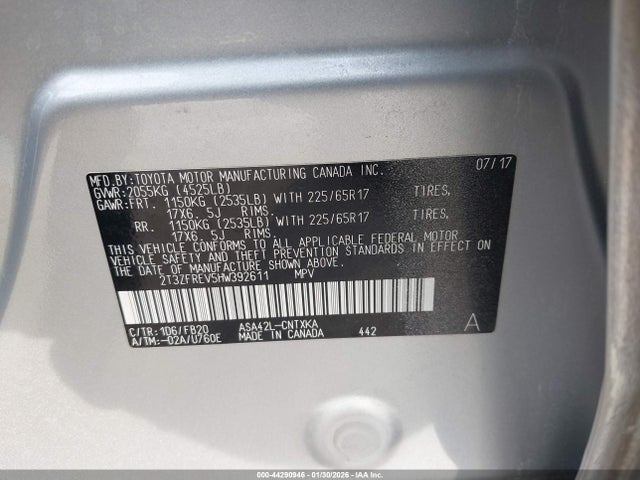 MFD.BY:TOYOTA MOTOR MANUFACTURING CANADA INC. 07/17
GVWR:2055KG (4525LB)
GAWR:FRT. 1150KG (2535LB) WITH 225/65R17 TIRES,
17X6.5J RIMS.
RR. 1150KG (2535LB) WITH 225/65R17 TIRES,
17X6.5J RIMS
THIS VEHICLE CONFORMS TO ALL APPLICABLE FEDERAL MOTOR
VEHICLE SAFETY AND THEFT PREVENTION STANDARDS IN EFFECT ON
THE DATE OF MANUFACTURE SHOWN ABOVE.
2T3ZFREV5HW392611 MPV
C/TR:1D6/FB20 ASA42L-CNTXKA
A/TM:-02A/U760E MADE IN CANADA 442 A
000-44290946 - 01/30/2026 - IAA Inc.